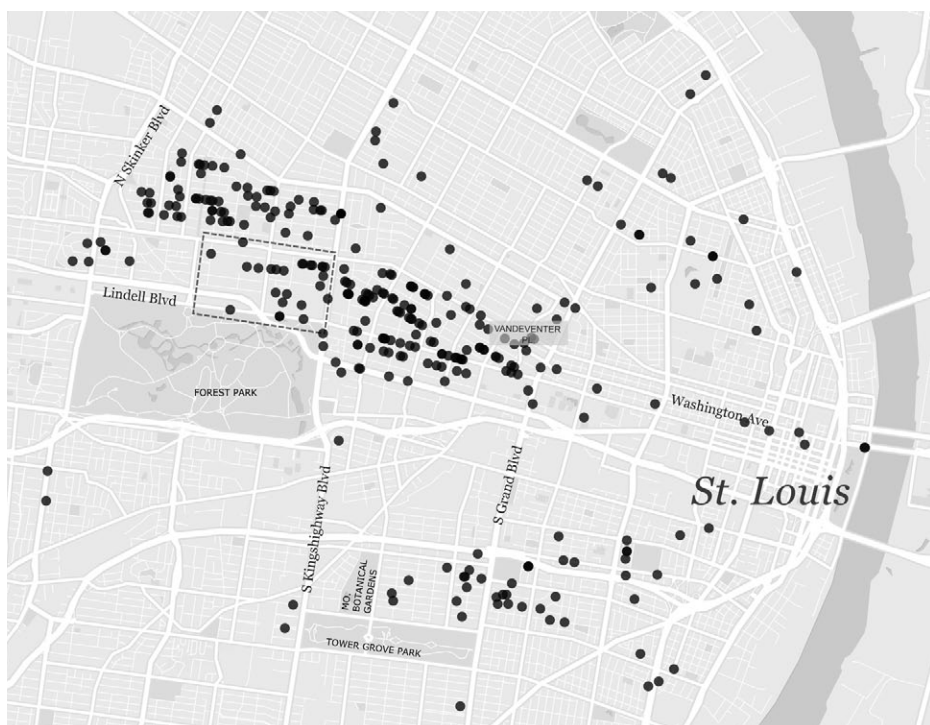 N Skinker Blvd
Lindell Blvd
VANDEVENTER
PL.
FOREST PARK
Washington Ave
St. Louis
S Kingshighway Blvd
S Grand Blvd
MO.
BOTANICAL
GARDENS
TOWER GROVE PARK